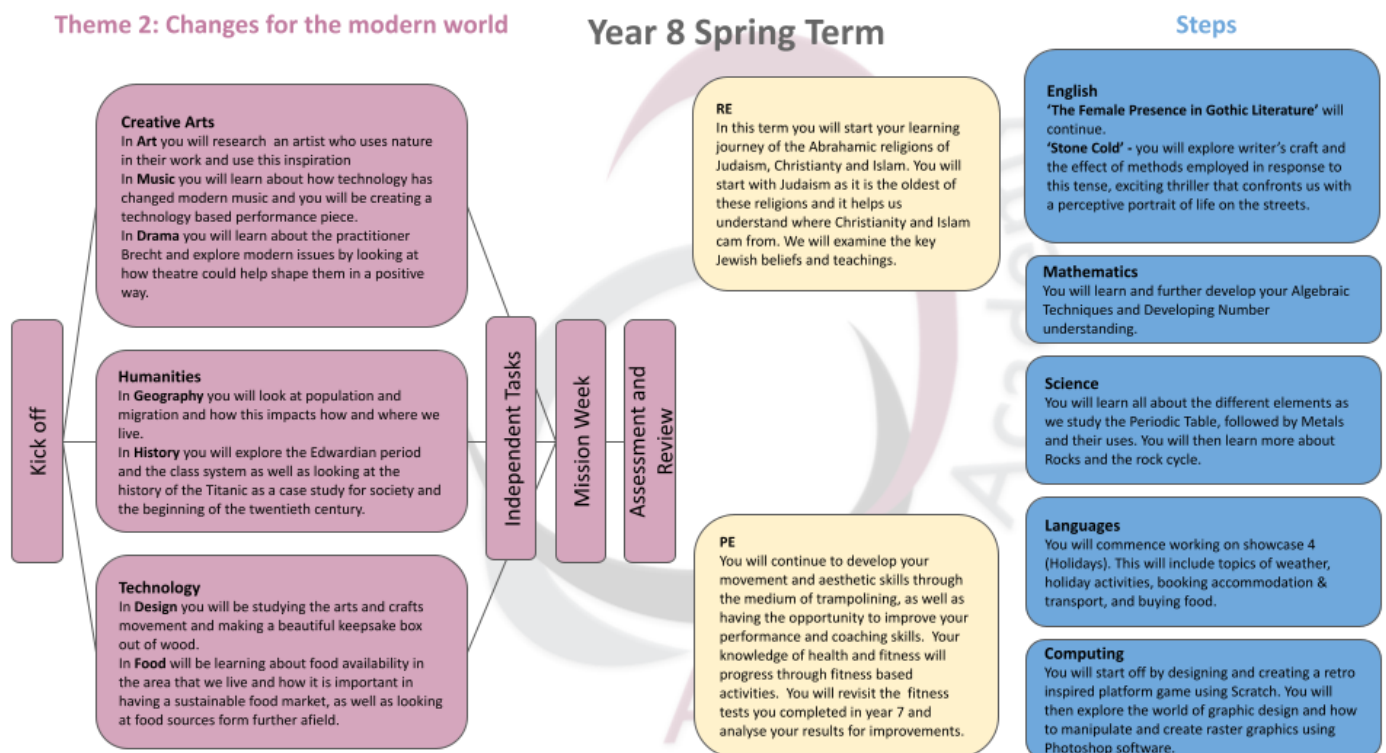 Theme 2: Changes for the modern world
Year 8 Spring Term
Steps
Kick off
Creative Arts
In Art you will research an artist who uses nature
in their work and use this inspiration
In Music you will learn about how technology has
changed modern music and you will be creating a
technology based performance piece.
In Drama you will learn about the practitioner
Brecht and explore modern issues by looking at
how theatre could help shape them in a positive
way.
Humanities
In Geography you will look at population and
migration and how this impacts how and where we
live.
In History you will explore the Edwardian period
and the class system as well as looking at the
history of the Titanic as a case study for society and
the beginning of the twentieth century.
Technology
In Design you will be studying the arts and crafts
movement and making a beautiful keepsake box
out of wood.
In Food will be learning about food availability in
the area that we live and how it is important in
having a sustainable food market, as well as looking
at food sources form further afield.
Independent Tasks
Mission Week
Assessment and
Review
RE
In this term you will start your learning
journey of the Abrahamic religions of
Judaism, Christianty and Islam. You will
start with Judaism as it is the oldest of
these religions and it helps us
understand where Christianity and Islam
cam from. We will examine the key
Jewish beliefs and teachings.
PE
You will continue to develop your
movement and aesthetic skills through
the medium of trampolining, as well as
having the opportunity to improve your
performance and coaching skills. Your
knowledge of health and fitness will
progress through fitness based
activities. You will revisit the fitness
tests you completed in year 7 and
analyse your results for improvements.
English
'The Female Presence in Gothic Literature' will
continue.
'Stone Cold' - you will explore writer's craft and
the effect of methods employed in response to
this tense, exciting thriller that confronts us with
a perceptive portrait of life on the streets.
Mathematics
You will learn and further develop your Algebraic
Techniques and Developing Number
understanding.
Science
You will learn all about the different elements as
we study the Periodic Table, followed by Metals
and their uses. You will then learn more about
Rocks and the rock cycle.
Languages
You will commence working on showcase 4
(Holidays). This will include topics of weather,
holiday activities, booking accommodation &
transport, and buying food.
Computing
You will start off by designing and creating a retro
inspired platform game using Scratch. You will
then explore the world of graphic design and how
to manipulate and create raster graphics using
Photoshop software.